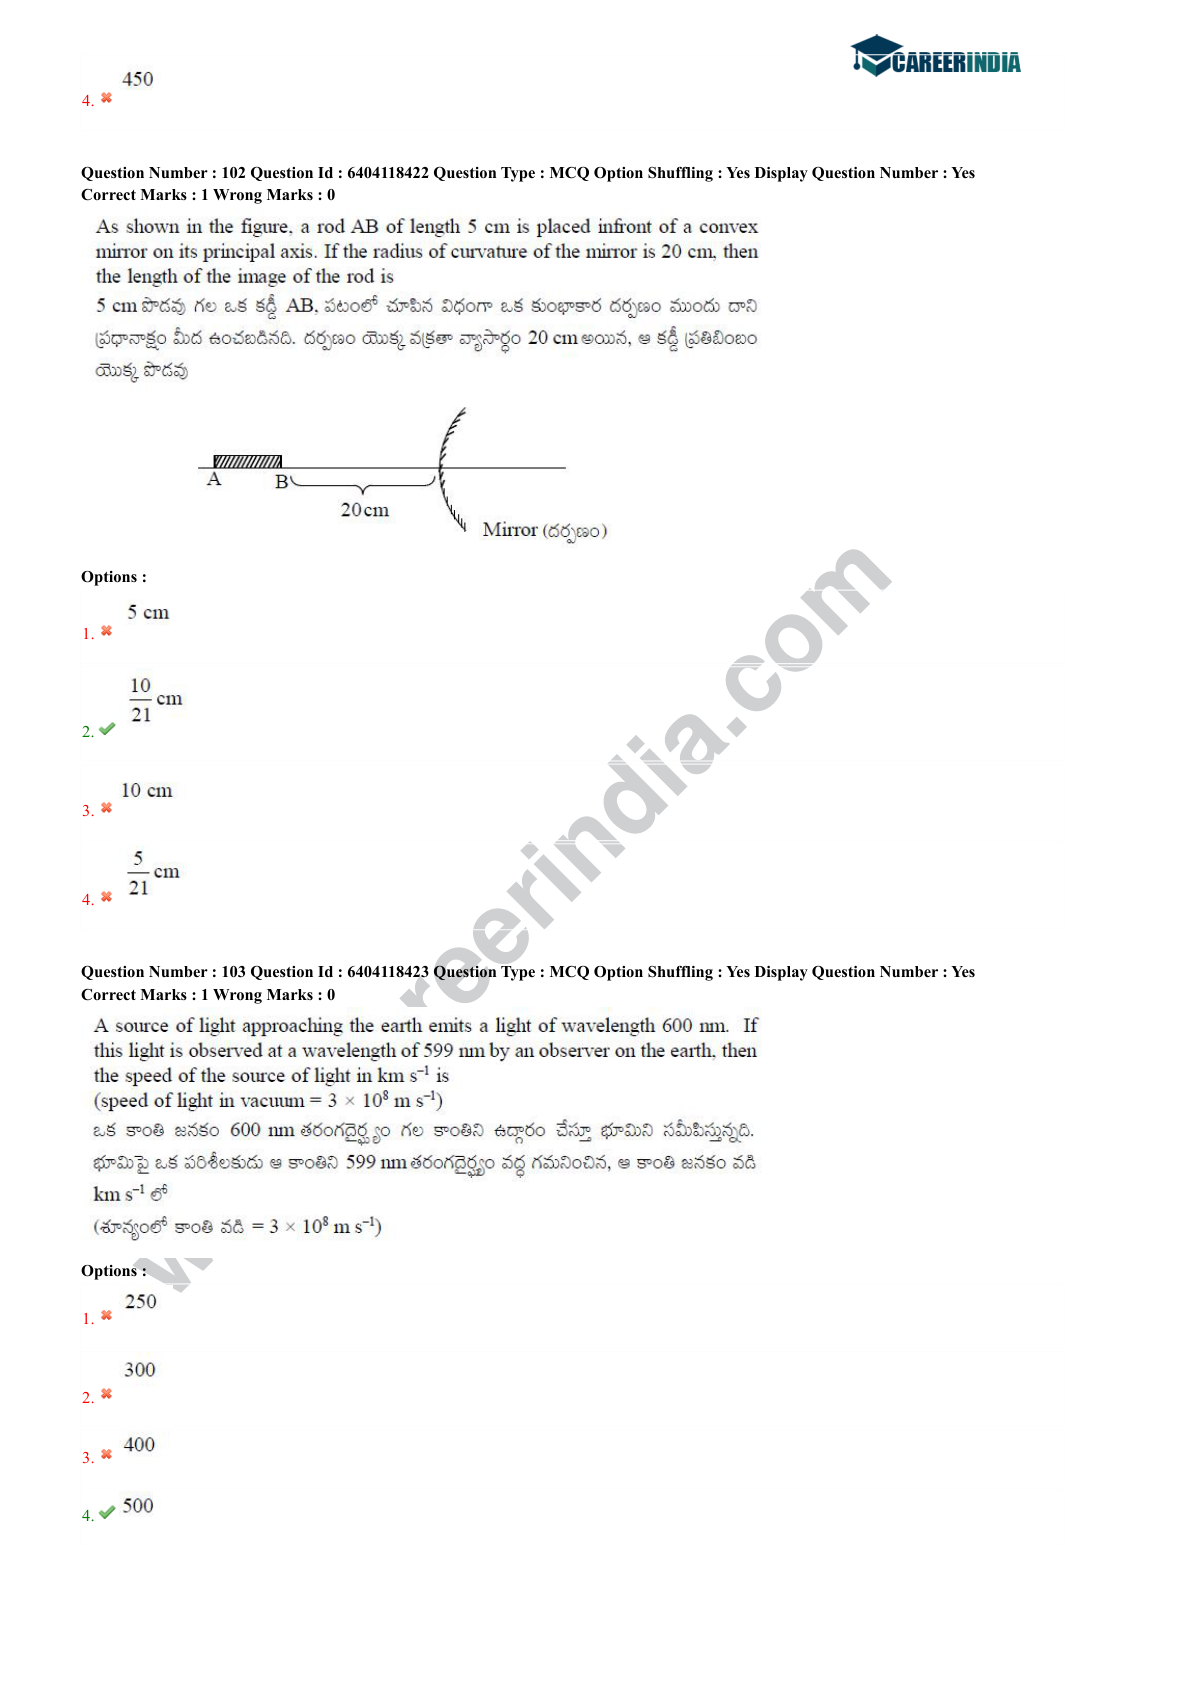 CAREERINDIA
450
4.
Question Number : 102 Question Id : 6404118422 Question Type : MCQ Option Shuffling : Yes Display Question Number : Yes
Correct Marks : 1 Wrong Marks : 0
As shown in the figure, a rod AB of length 5 cm is placed infront of a convex
mirror on its principal axis. If the radius of curvature of the mirror is 20 cm, then
the length of the image of the rod is
5 cm పొడవు గల ఒక కడ్డీ AB, పటంలో చూపిన విధంగా ఒక కుంభాకార దర్పణం ముందు దాని
ప్రధానాక్షం మీద ఉంచబడినది. దర్పణం యొక్క వక్రతా వ్యాసార్ధం 20 cm అయిన, ఆ కడ్డీ ప్రతిబింబం
యొక్క పొడవు
A
B
20cm
Mirror (దర్పణం)
Options :
5 cm
1.
10
21 cm
2.
10 cm
3.
5
21 cm
4.
Question Number : 103 Question Id : 6404118423 Question Type : MCQ Option Shuffling : Yes Display Question Number : Yes
Correct Marks : 1 Wrong Marks : 0
A source of light approaching the earth emits a light of wavelength 600 nm. If
this light is observed at a wavelength of 599 nm by an observer on the earth, then
the speed of the source of light in km s⁻¹ is
(speed of light in vacuum = 3 × 10⁸ m s⁻¹)
ఒక కాంతి జనకం 600 nm తరంగదైర్ఘ్యం గల కాంతిని ఉద్గారం చేస్తూ భూమిని సమీపిస్తున్నది.
భూమిపై ఒక పరిశీలకుడు ఆ కాంతిని 599 nm తరంగదైర్ఘ్యం వద్ద గమనించిన, ఆ కాంతి జనకం వడి
km s⁻¹ లో
(శూన్యంలో కాంతి వడి = 3 × 10⁸ m s⁻¹)
Options :
250
1.
300
2.
400
3.
500
4.
reerindia.com